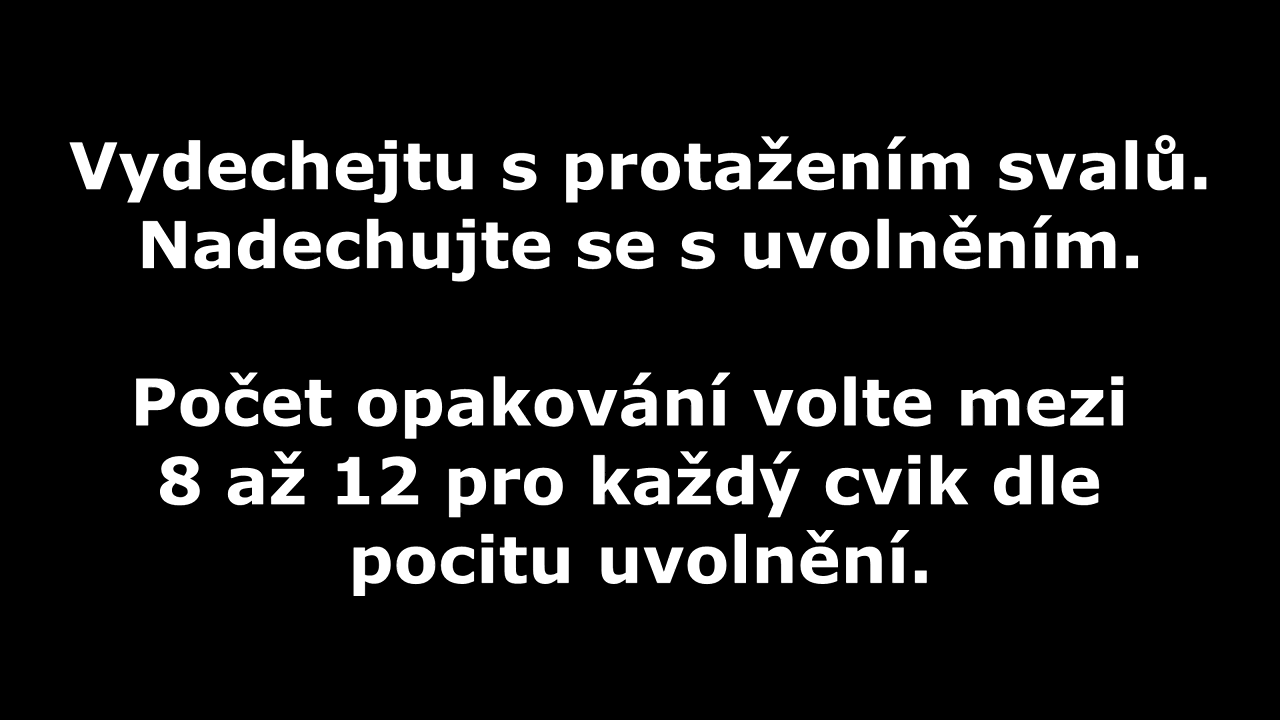 Vydechejtu s protažením svalů.
Nadechujte se s uvolněním.
Počet opakování volte mezi
8 až 12 pro každý cvik dle
pocitu uvolnění.